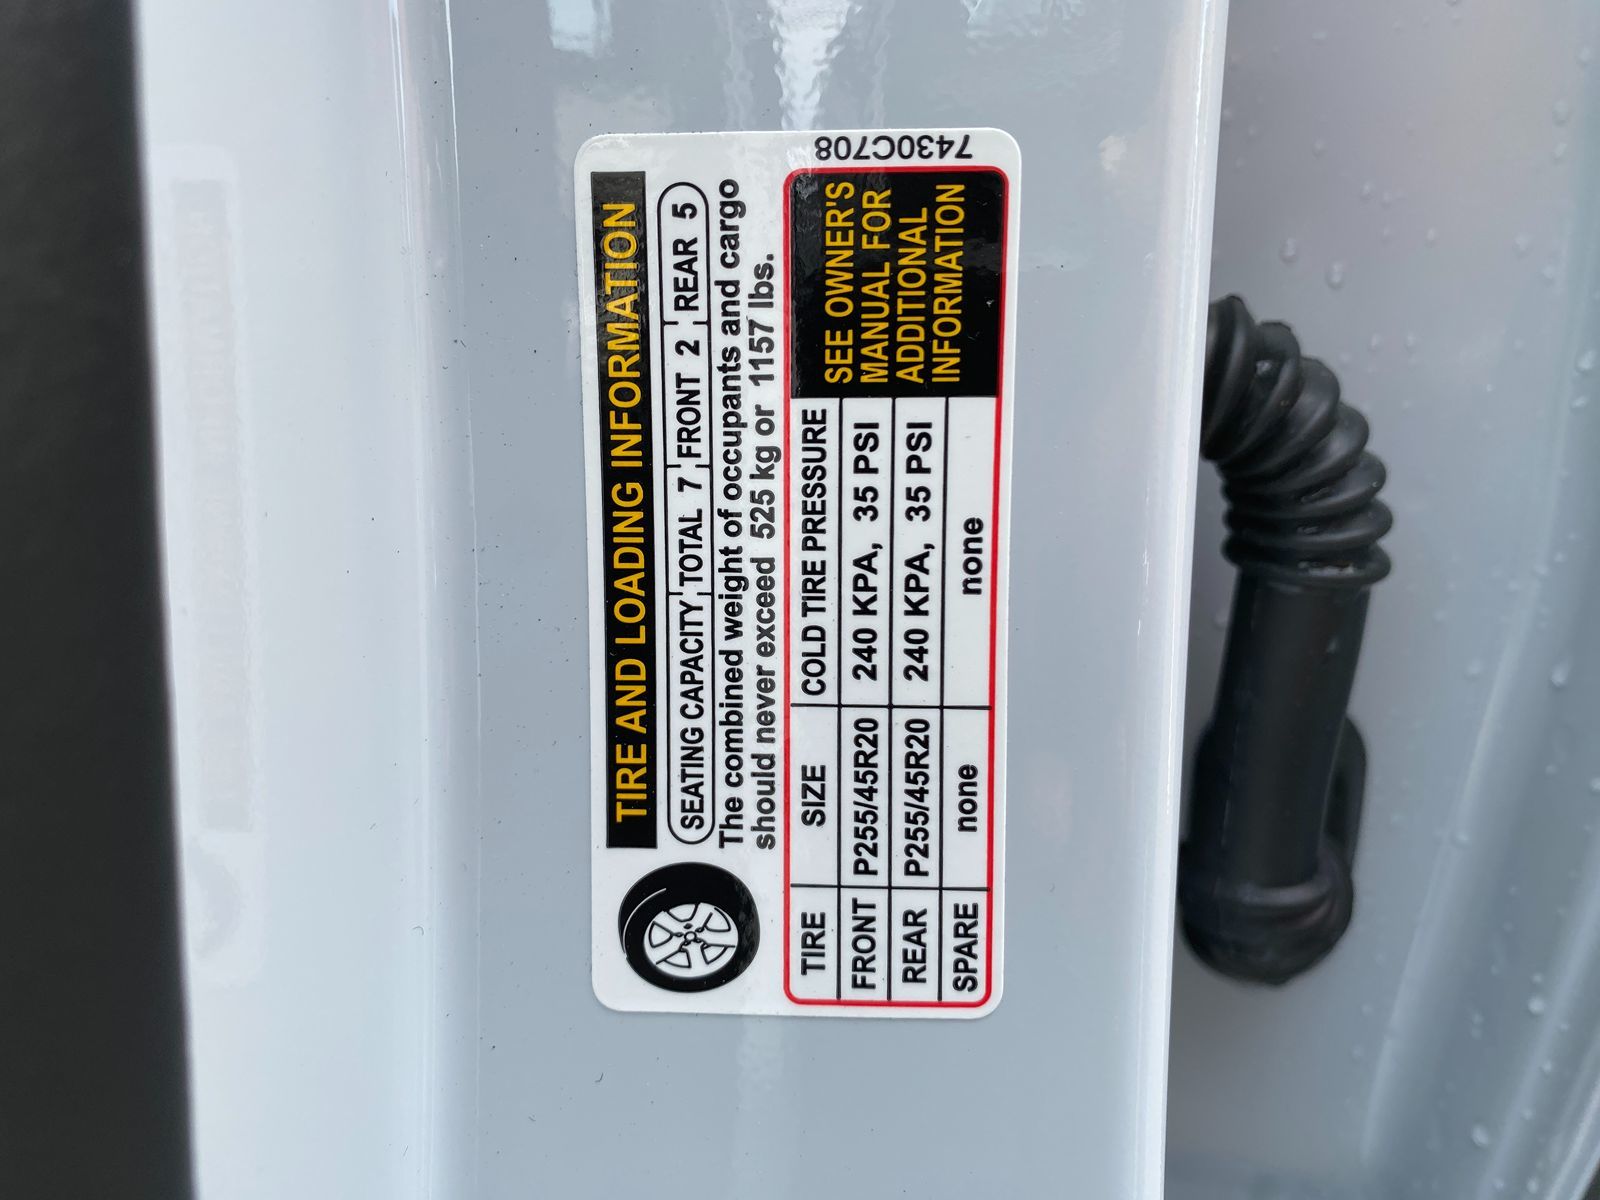 TIRE AND LOADING INFORMATION
SEATING CAPACITY TOTAL 7 FRONT 2 REAR 5
The combined weight of occupants and cargo
should never exceed 525 kg or 1157 lbs.
TIRE SIZE COLD TIRE PRESSURE
FRONT P255/45R20 240 KPA, 35 PSI
REAR P255/45R20 240 KPA, 35 PSI
SPARE none none
SEE OWNER'S
MANUAL FOR
ADDITIONAL
INFORMATION
7430C708